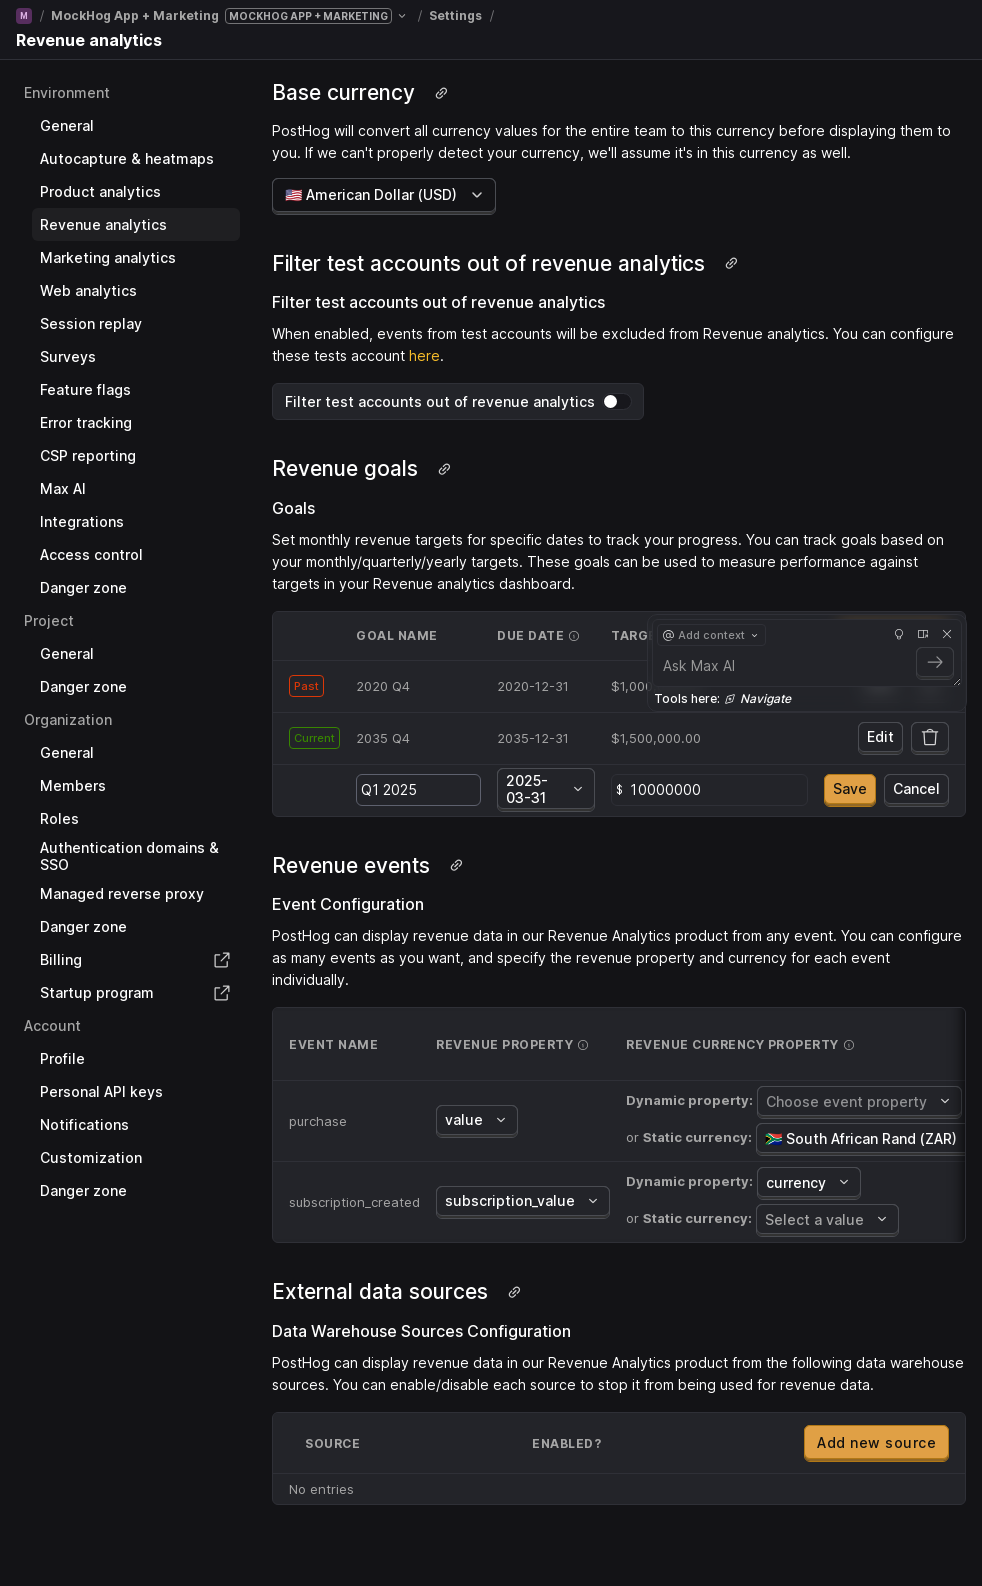 M / MockHog App + Marketing MOCKHOG APP + MARKETING / Settings /
Revenue analytics
Environment
General
Autocapture & heatmaps
Product analytics
Revenue analytics
Marketing analytics
Web analytics
Session replay
Surveys
Feature flags
Error tracking
CSP reporting
Max AI
Integrations
Access control
Danger zone
Project
General
Danger zone
Organization
General
Members
Roles
Authentication domains &
SSO
Managed reverse proxy
Danger zone
Billing
Startup program
Account
Profile
Personal API keys
Notifications
Customization
Danger zone
Base currency
PostHog will convert all currency values for the entire team to this currency before displaying them to
you. If we can't properly detect your currency, we'll assume it's in this currency as well.
🇺🇸 American Dollar (USD)
Filter test accounts out of revenue analytics
Filter test accounts out of revenue analytics
When enabled, events from test accounts will be excluded from Revenue analytics. You can configure
these tests account here.
Filter test accounts out of revenue analytics
Revenue goals
Goals
Set monthly revenue targets for specific dates to track your progress. You can track goals based on
your monthly/quarterly/yearly targets. These goals can be used to measure performance against
targets in your Revenue analytics dashboard.
GOAL NAME DUE DATE
@ Add context
Ask Max AI
Tools here: Navigate
Past 2020 Q4 2020-12-31
Current 2035 Q4 2035-12-31 $1,500,000.00 Edit
Q1 2025 2025-
03-31 $ 10000000 Save Cancel
Revenue events
Event Configuration
PostHog can display revenue data in our Revenue Analytics product from any event. You can configure
as many events as you want, and specify the revenue property and currency for each event
individually.
EVENT NAME REVENUE PROPERTY REVENUE CURRENCY PROPERTY
purchase value Dynamic property: Choose event property
or Static currency: 🇿🇦 South African Rand (ZAR)
subscription_created subscription_value Dynamic property: currency
or Static currency: Select a value
External data sources
Data Warehouse Sources Configuration
PostHog can display revenue data in our Revenue Analytics product from the following data warehouse
sources. You can enable/disable each source to stop it from being used for revenue data.
SOURCE ENABLED? Add new source
No entries